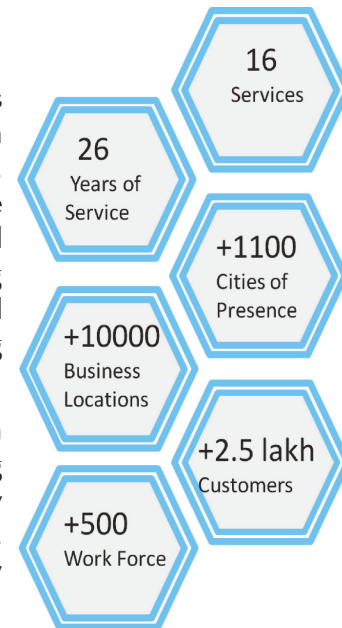 16
Services
26
Years of
Service
+1100
Cities of
Presence
+10000
Business
Locations
+2.5 lakh
Customers
+500
Work Force